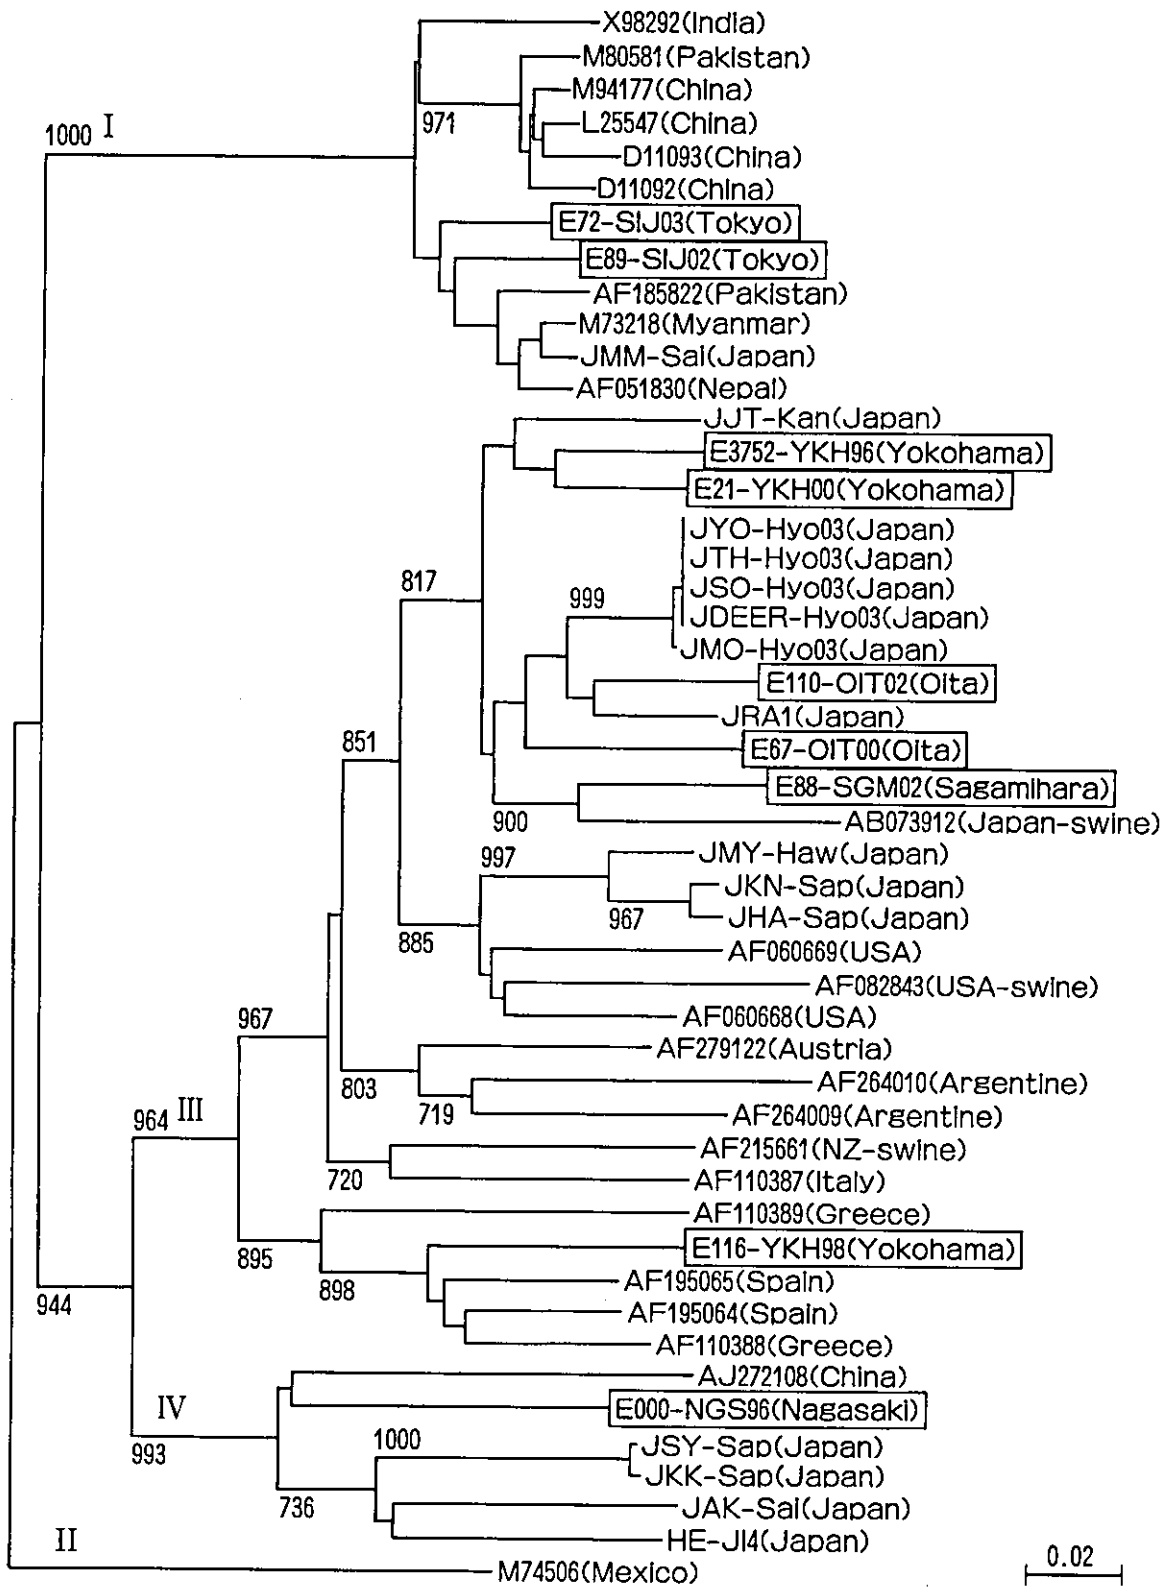 X98292(India)
M80581(Pakistan)
M94177(China)
971
L25547(China)
1000 I
D11093(China)
D11092(China)
E72-SIJ03(Tokyo)
E89-SIJ02(Tokyo)
AF185822(Pakistan)
M73218(Myanmar)
JMM-Sai(Japan)
AF051830(Nepal)
JJT-Kan(Japan)
E3752-YKH96(Yokohama)
E21-YKH00(Yokohama)
JYO-Hyo03(Japan)
JTH-Hyo03(Japan)
817
JSO-Hyo03(Japan)
999
JDEER-Hyo03(Japan)
JMO-Hyo03(Japan)
E110-OIT02(Oita)
JRA1(Japan)
851
E67-OIT00(Oita)
E88-SGM02(Sagamihara)
900
AB073912(Japan-swine)
997
JMY-Haw(Japan)
JKN-Sap(Japan)
967
JHA-Sap(Japan)
885
AF060669(USA)
AF082843(USA-swine)
967
AF060668(USA)
AF279122(Austria)
803
AF264010(Argentine)
719
AF264009(Argentine)
964 III
AF215661(NZ-swine)
720
AF110387(Italy)
AF110389(Greece)
895
E116-YKH98(Yokohama)
898
AF195065(Spain)
944
AF195064(Spain)
AF110388(Greece)
AJ272108(China)
IV
E000-NGS96(Nagasaki)
993
1000
JSY-Sap(Japan)
JKK-Sap(Japan)
736
JAK-Sai(Japan)
HE-JI4(Japan)
II
0.02
M74506(Mexico)